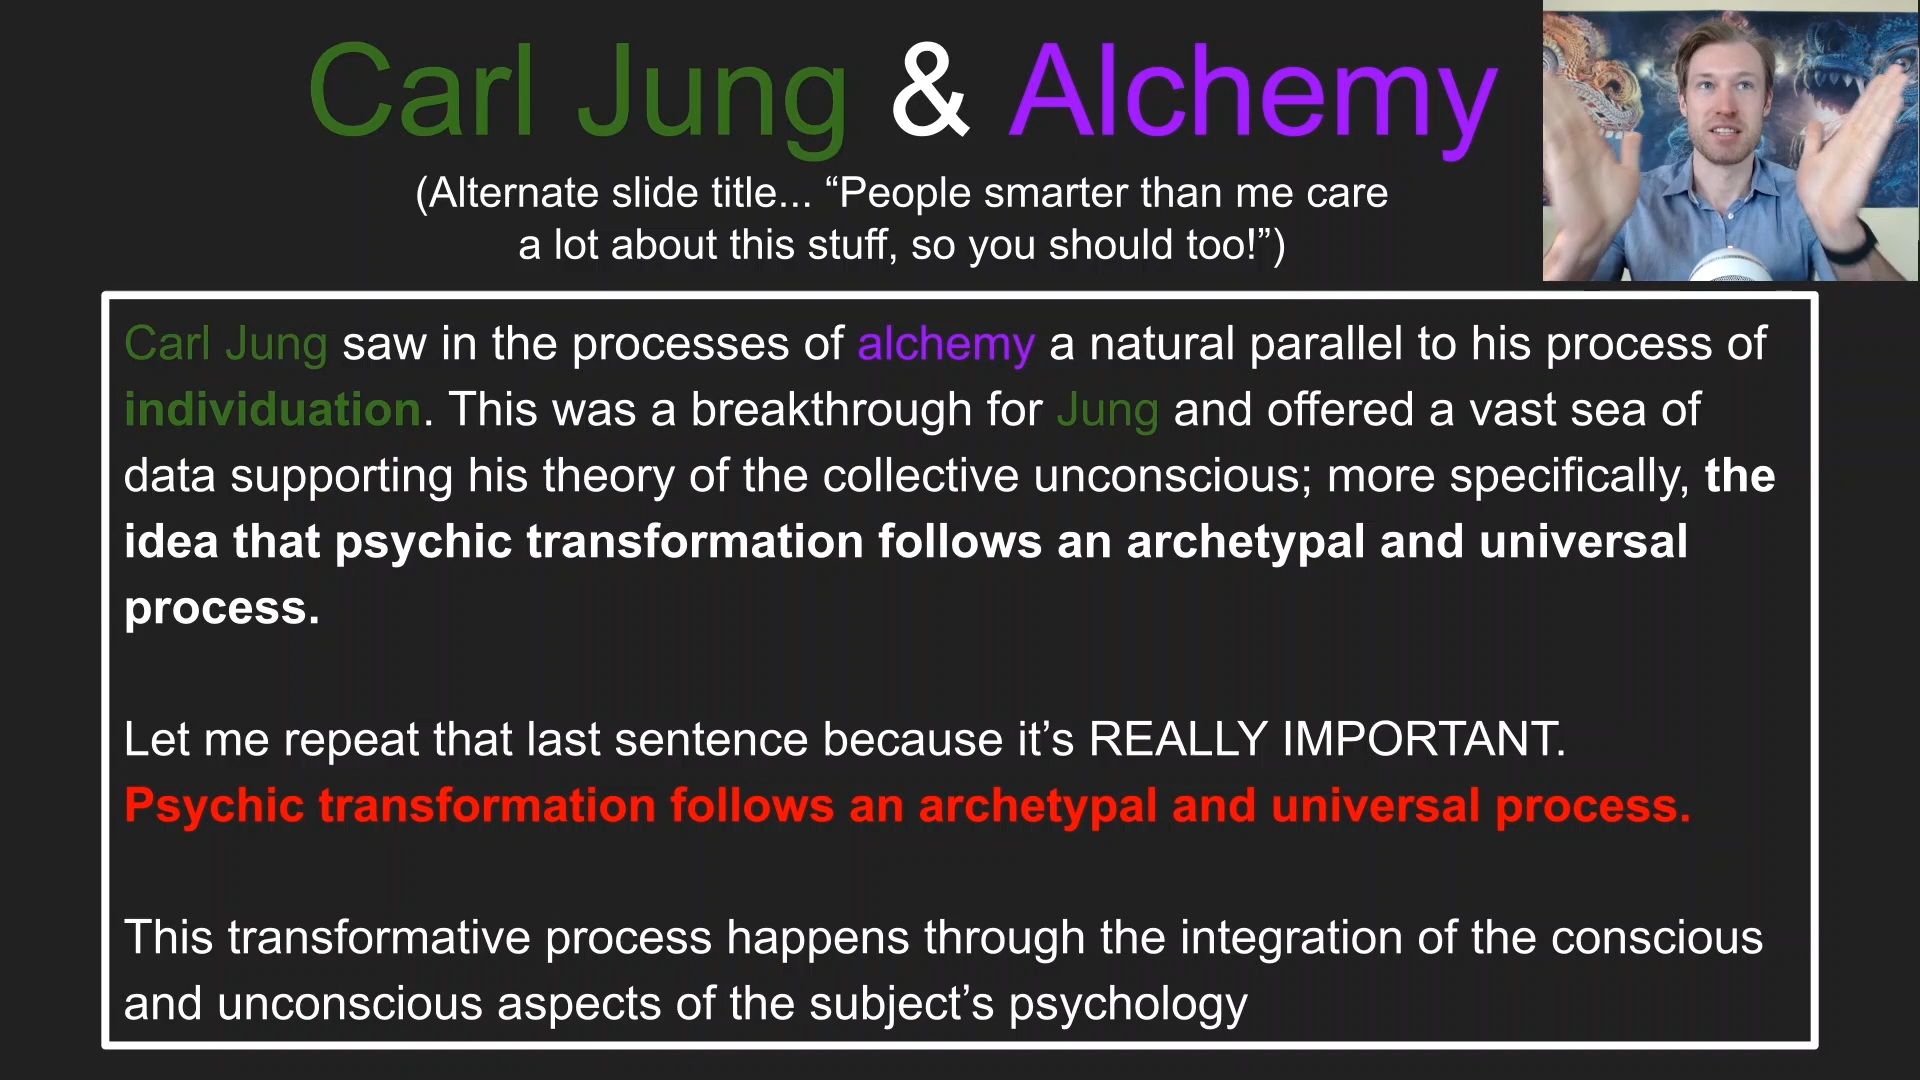 Carl Jung & Alchemy
(Alternate slide title... “People smarter than me care
a lot about this stuff, so you should too!”)
Carl Jung saw in the processes of alchemy a natural parallel to his process of
individuation. This was a breakthrough for Jung and offered a vast sea of
data supporting his theory of the collective unconscious; more specifically, the
idea that psychic transformation follows an archetypal and universal
process.
Let me repeat that last sentence because it’s REALLY IMPORTANT.
Psychic transformation follows an archetypal and universal process.
This transformative process happens through the integration of the conscious
and unconscious aspects of the subject’s psychology